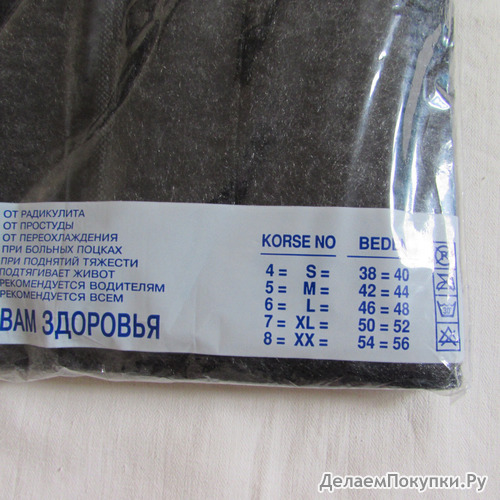 ОТ РАДИКУЛИТА
ОТ ПРОСТУДЫ
ОТ ПЕРЕОХЛАЖДЕНИЯ
ПРИ БОЛЬНЫХ ПОЦКАХ
ПРИ ПОДНЯТИЙ ТЯЖЕСТИ
ПОДТЯГИВАЕТ ЖИВОТ
РЕКОМЕНДУЕТСЯ ВОДИТЕЛЯМ
РЕКОМЕНДУЕТСЯ ВСЕМ
ВАМ ЗДОРОВЬЯ
KORSE NO BEDEN
4 = S = 38 = 40
5 = M = 42 = 44
6 = L = 46 = 48
7 = XL = 50 = 52
8 = XX = 54 = 56
ДелаемПокупки.Ру